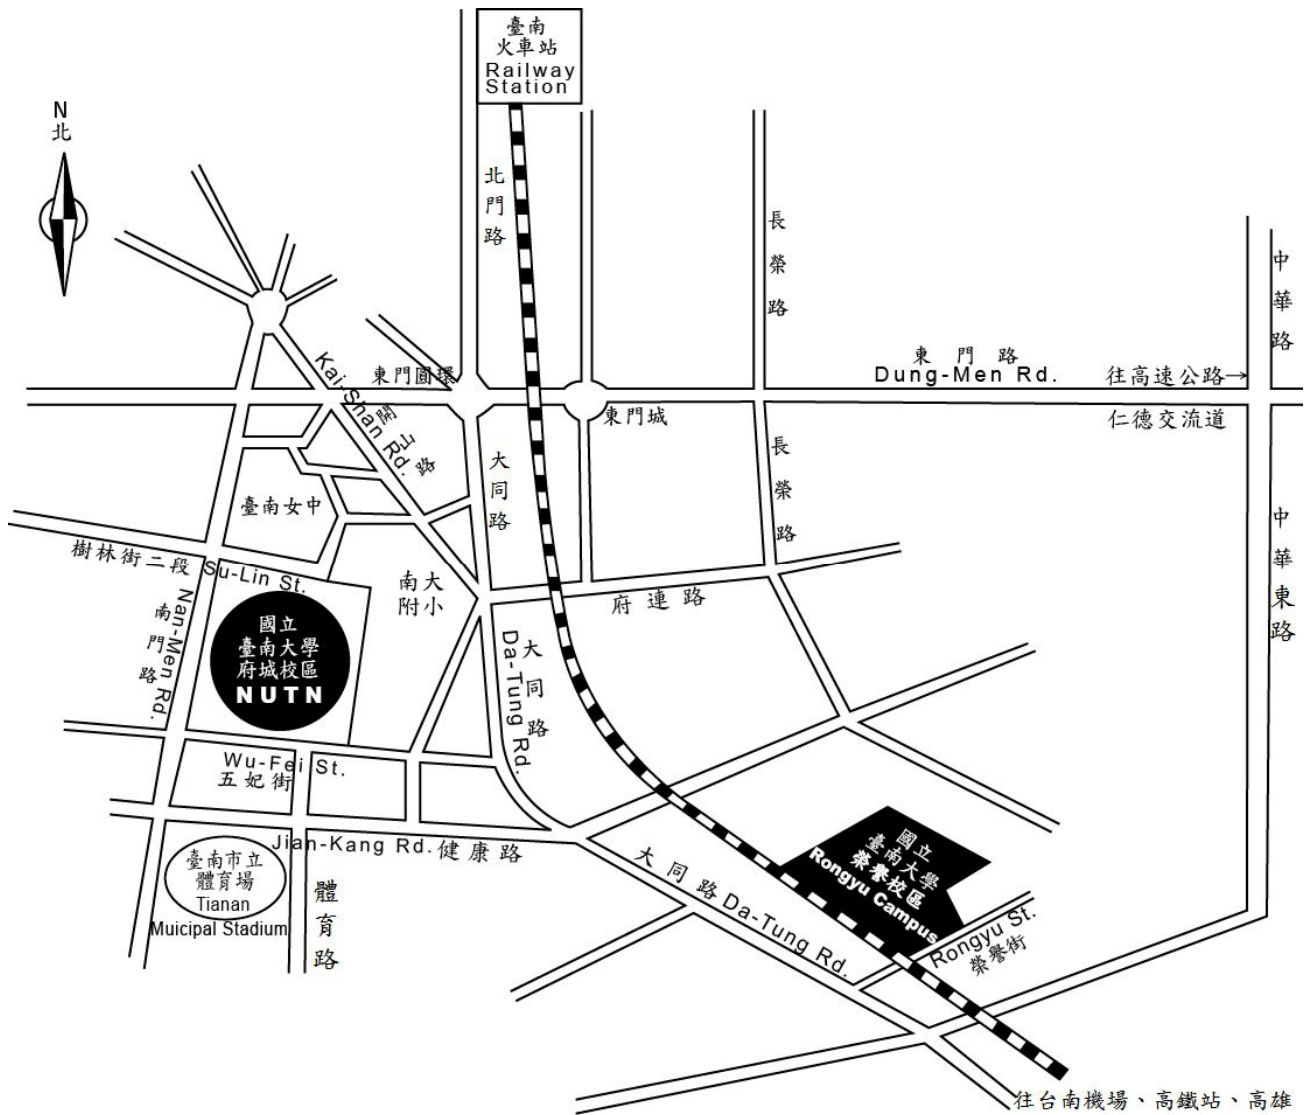 臺南
火車站
Railway
Station
N
北
北門路
長榮路
中華路
東門路
Dung-Men Rd.
往高速公路→
仁德交流道
東門圓環
東門城
Kai-Shan Rd.
開山路
大同路
長榮路
中華東路
臺南女中
樹林街二段 Su-Lin St.
南大
附小
府連路
南門路
Nan-Men Rd.
國立
臺南大學
府城校區
NUTN
大同路
Da-Tung Rd.
Wu-Fei St.
五妃街
Jian-Kang Rd. 健康路
臺南市立
體育場
Tianan
Muicipal Stadium
體育路
大同路 Da-Tung Rd.
國立
臺南大學
榮譽校區
Rongyu Campus
Rongyu St.
榮譽街
往台南機場、高鐵站、高雄